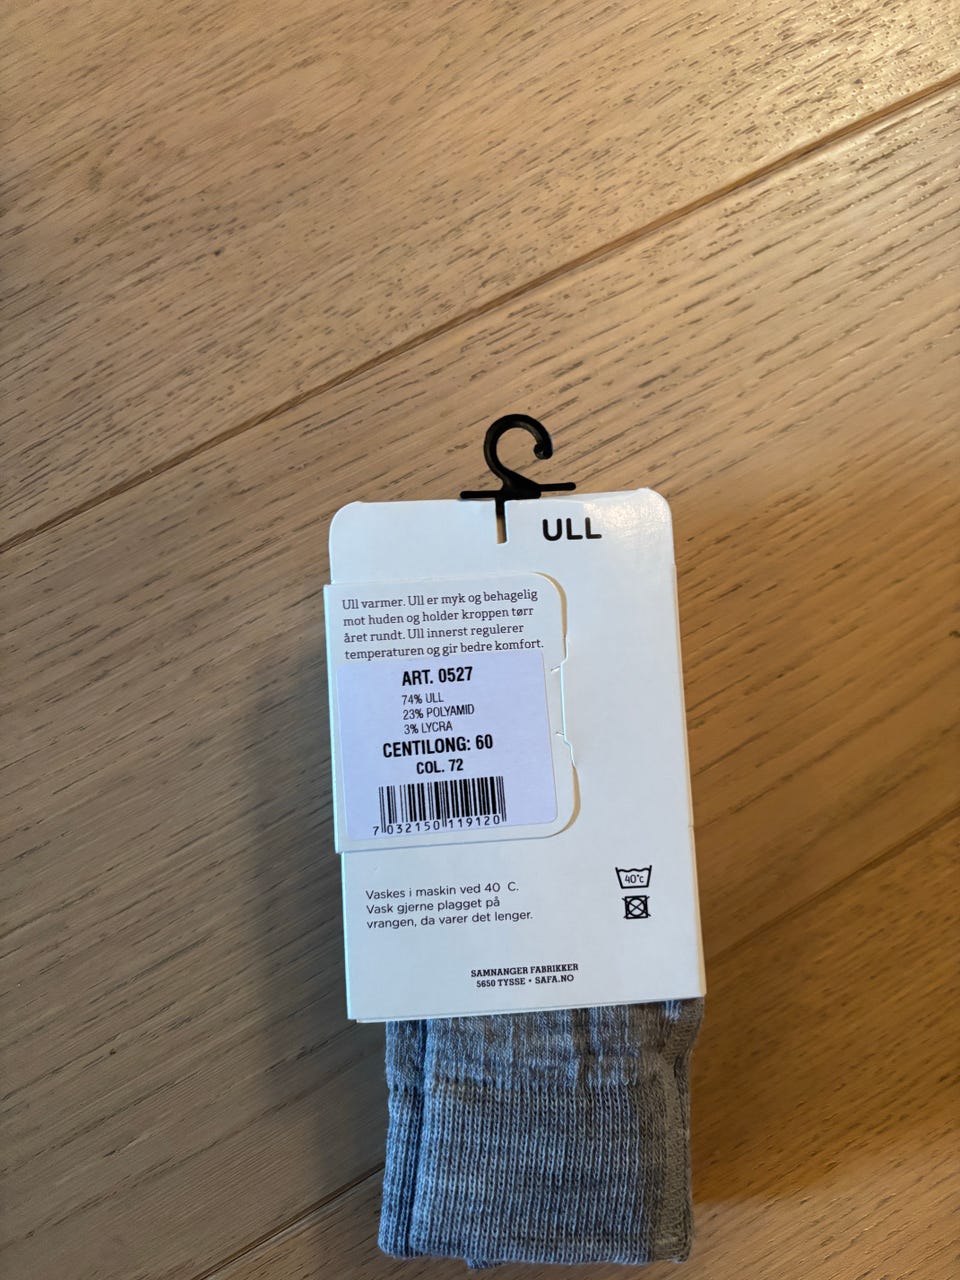 ULL
Ull varmer. Ull er myk og behagelig
mot huden og holder kroppen tørr
året rundt. Ull innerst regulerer
temperaturen og gir bedre komfort.
ART. 0527
74% ULL
23% POLYAMID
3% LYCRA
CENTILONG: 60
COL. 72
7 032150 119120
Vaskes i maskin ved 40 C.
Vask gjerne plagget på
vrangen, da varer det lenger.
40°c
SAMNANGER FABRIKKER
5650 TYSSE • SAFA.NO